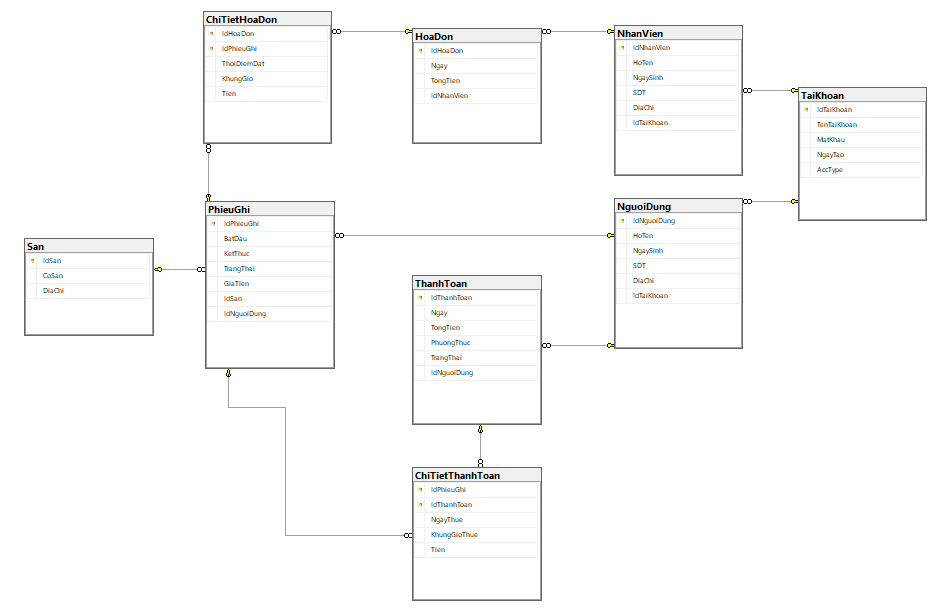 ChiTietHoaDon
IdHoaDon
IdPhieuGhi
ThoiDiemDat
KhungGio
Tien
HoaDon
IdHoaDon
Ngay
TongTien
IdNhanVien
NhanVien
IdNhanVien
HoTen
NgaySinh
SDT
DiaChi
IdTaiKhoan
TaiKhoan
IdTaiKhoan
TenTaiKhoan
MatKhau
NgayTao
AccType
San
IdSan
CoSan
DiaChi
PhieuGhi
IdPhieuGhi
BatDau
KetThuc
TrangThai
GiaTien
IdSan
IdNguoiDung
NguoiDung
IdNguoiDung
HoTen
NgaySinh
SDT
DiaChi
IdTaiKhoan
ThanhToan
IdThanhToan
Ngay
TongTien
PhuongThuc
TrangThai
IdNguoiDung
ChiTietThanhToan
IdPhieuGhi
IdThanhToan
NgayThue
KhungGioThue
Tien